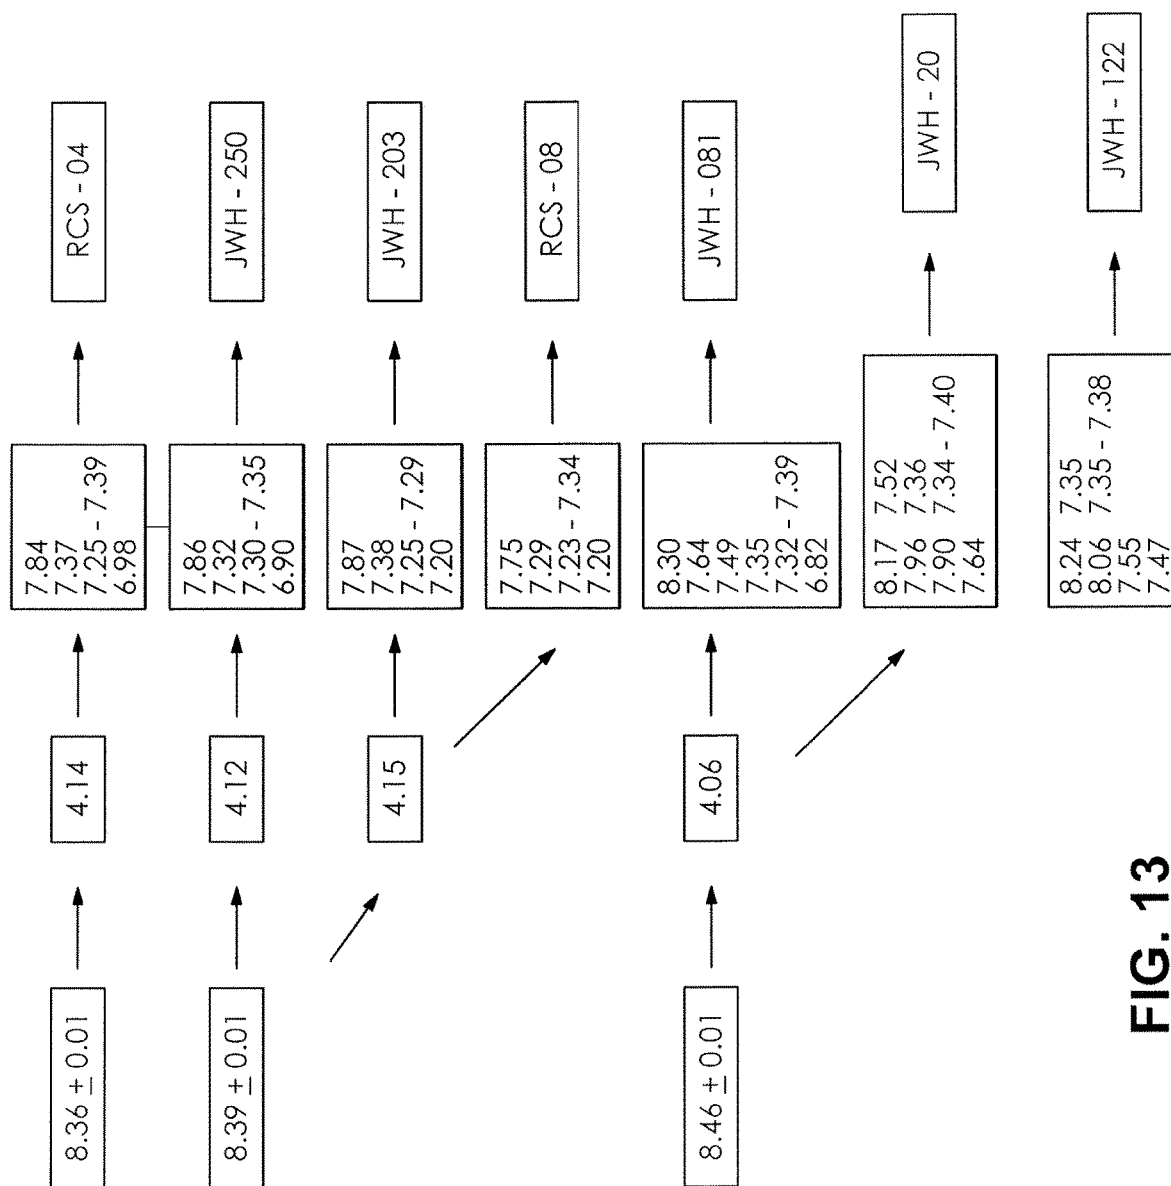 8.36 ± 0.01
4.14
7.84
7.37
7.25 - 7.39
6.98
RCS - 04
8.39 ± 0.01
4.12
7.86
7.32
7.30 - 7.35
6.90
JWH - 250
4.15
7.87
7.38
7.25 - 7.29
7.20
JWH - 203
7.75
7.29
7.23 - 7.34
7.20
RCS - 08
8.46 ± 0.01
4.06
8.30
7.64
7.49
7.35
7.32 - 7.39
6.82
JWH - 081
8.17 7.52
7.96 7.36
7.90 7.34 - 7.40
7.64
JWH - 20
8.24 7.35
8.06 7.35 - 7.38
7.55
7.47
JWH - 122
FIG. 13